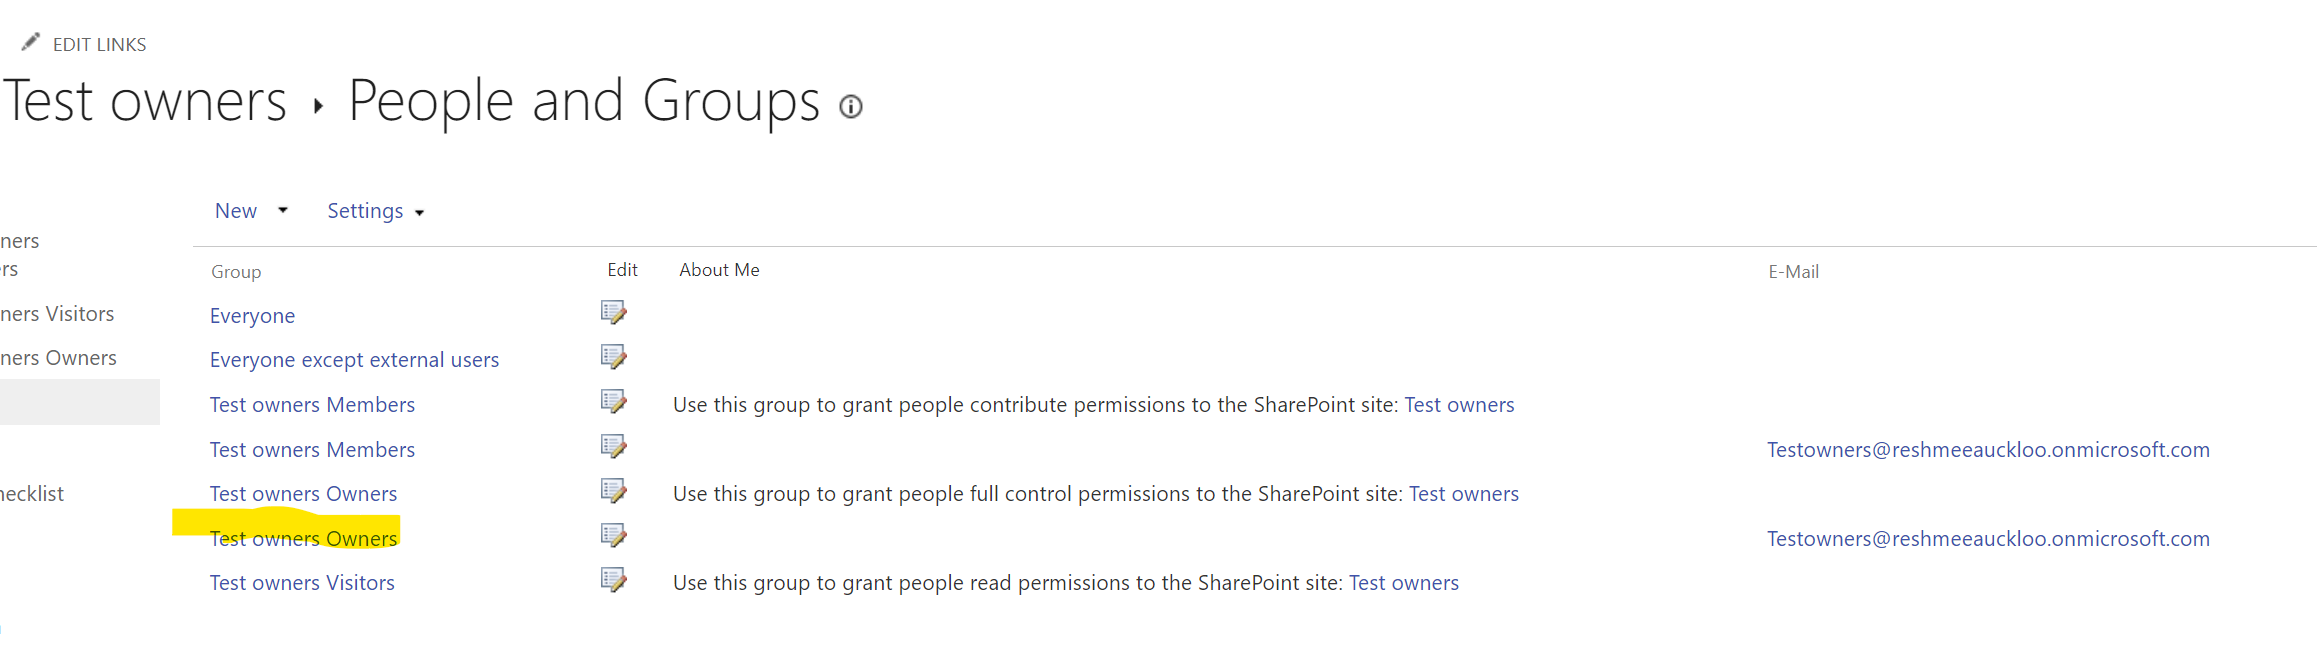 EDIT LINKS
Test owners ▸ People and Groups
New Settings
ners
rs
ners Visitors
ners Owners
hecklist
Group Edit About Me E-Mail
Everyone
Everyone except external users
Test owners Members Use this group to grant people contribute permissions to the SharePoint site: Test owners
Test owners Members Testowners@reshmeeauckloo.onmicrosoft.com
Test owners Owners Use this group to grant people full control permissions to the SharePoint site: Test owners
Test owners Owners Testowners@reshmeeauckloo.onmicrosoft.com
Test owners Visitors Use this group to grant people read permissions to the SharePoint site: Test owners